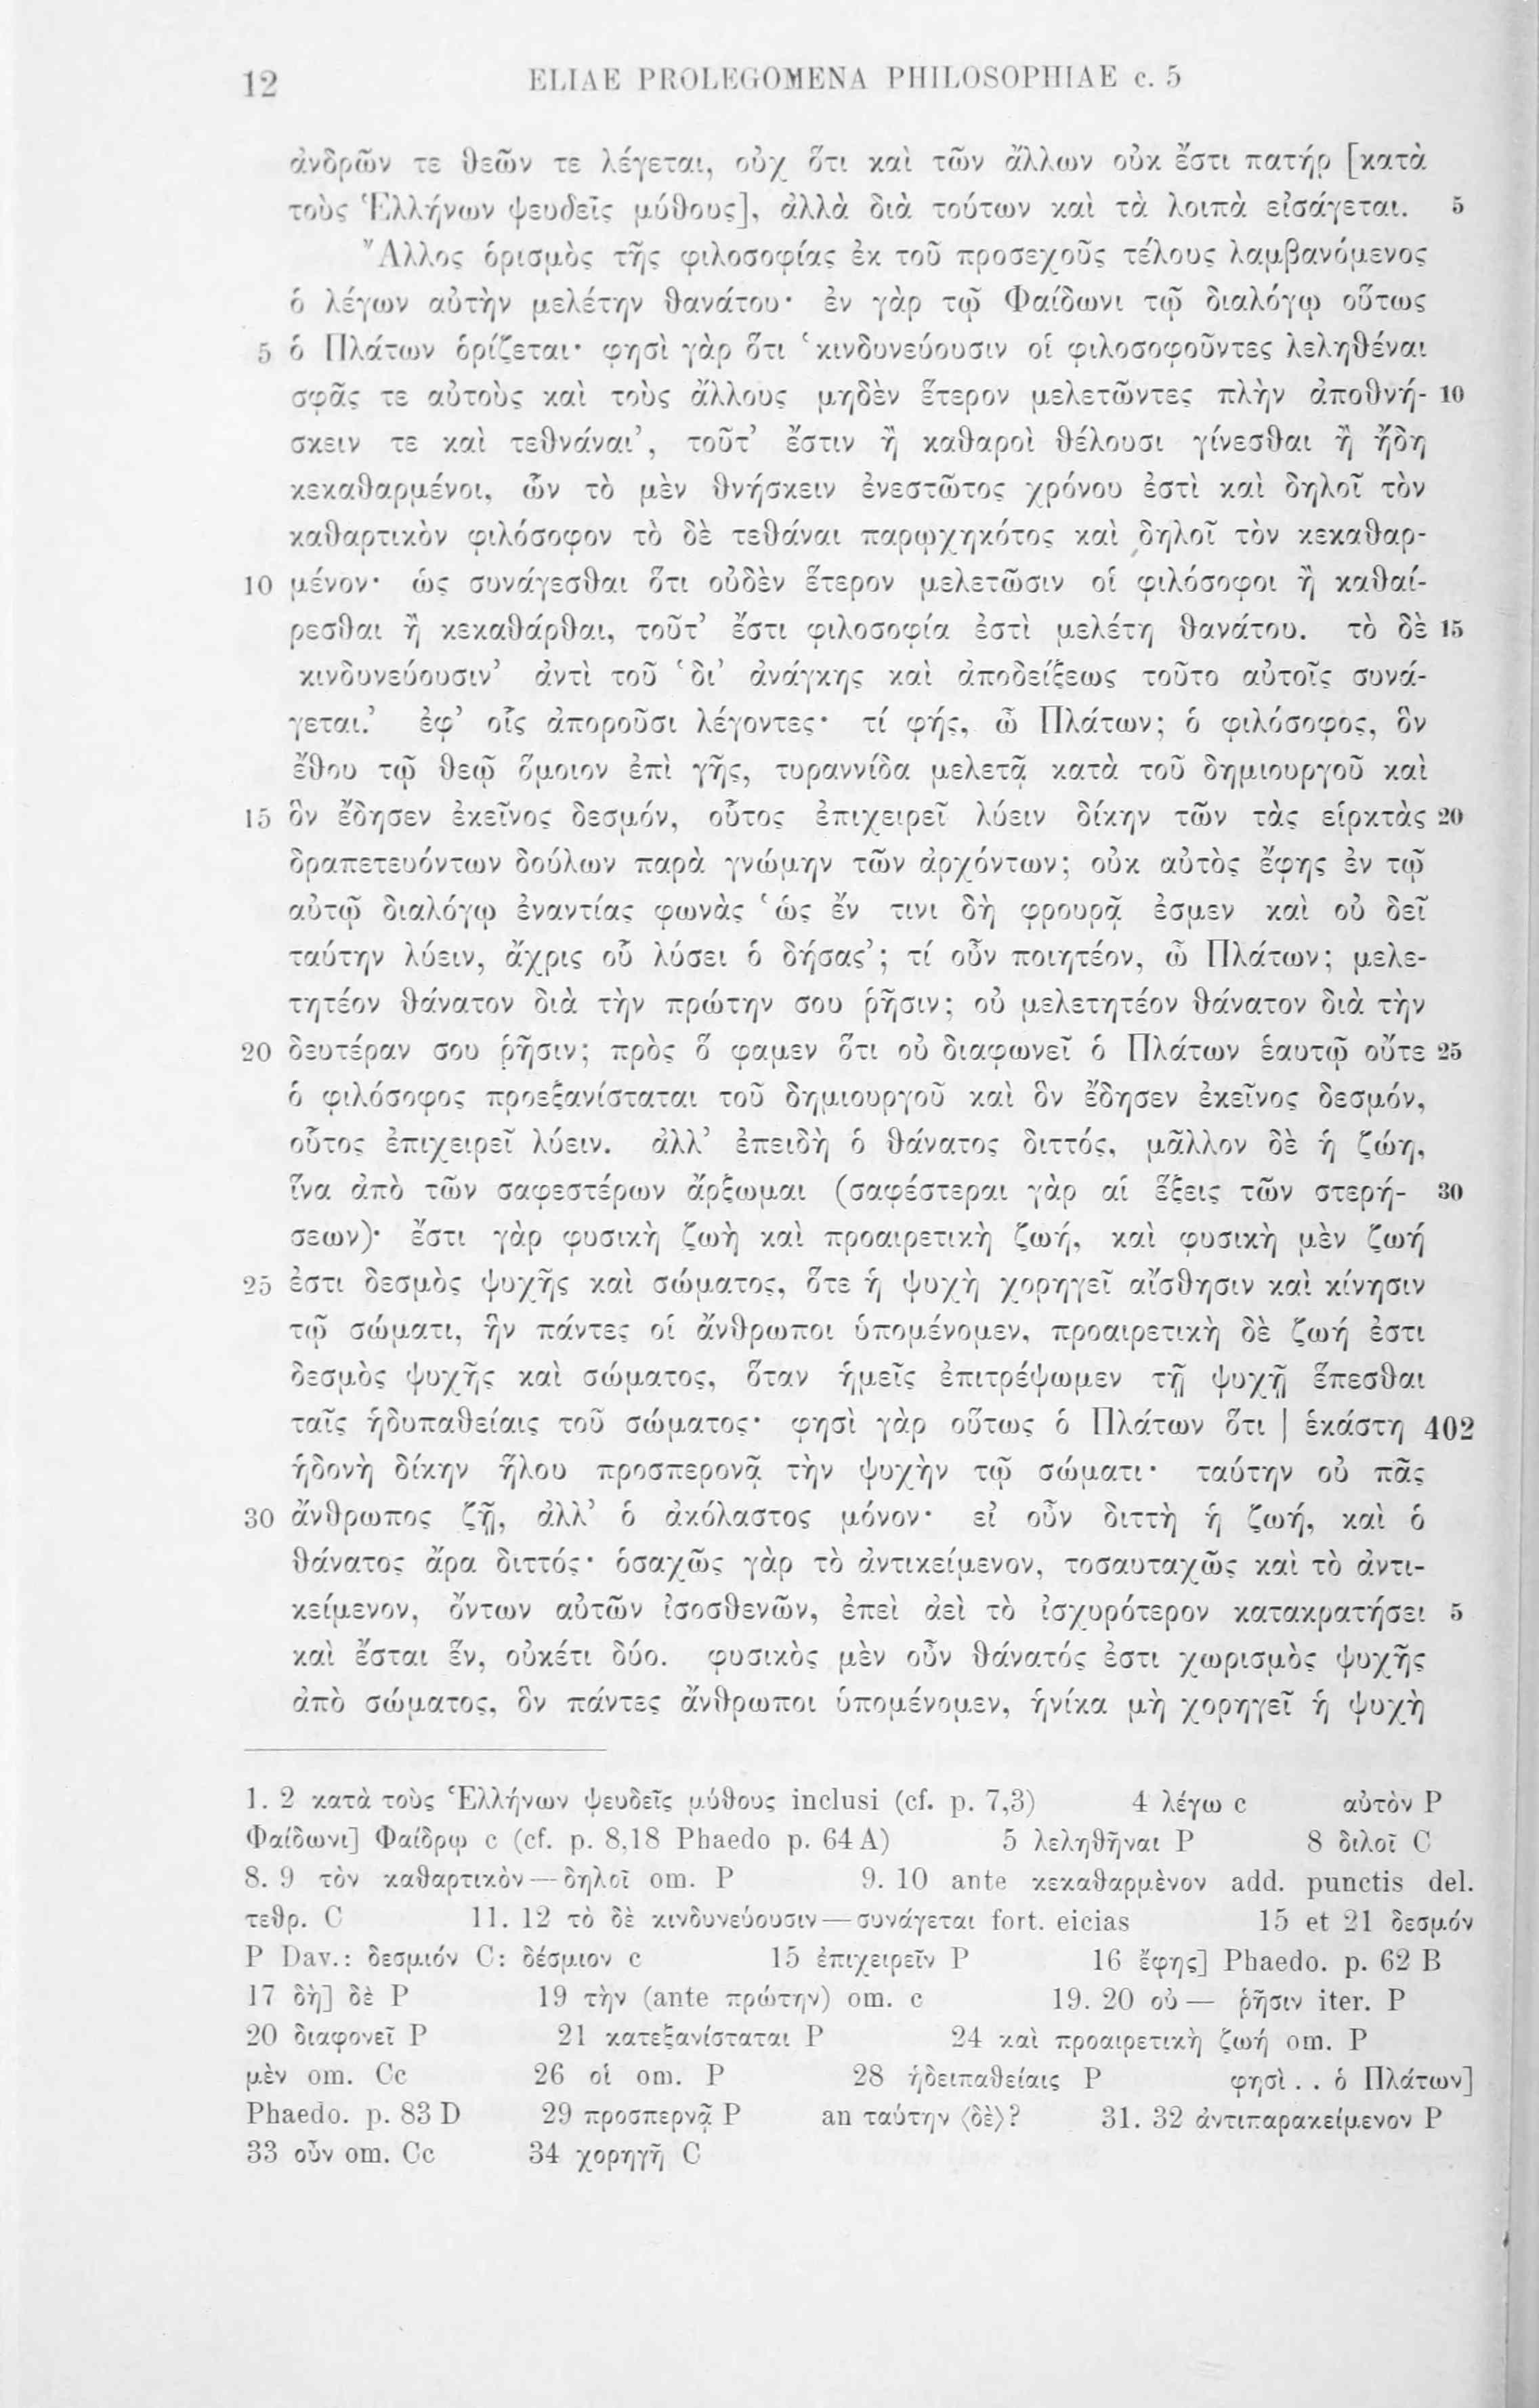 12 ELIAE PROLEGOMENA PHILOSOPHIAE c. 5
ἀνδρῶν τε θεῶν τε λέγεται, οὐχ ὅτι καὶ τῶν ἄλλων οὐκ ἔστι πατήρ [κατὰ
τοὺς Ἑλλήνων ψευδεῖς μύθους], ἀλλὰ διὰ τούτων καὶ τὰ λοιπὰ εἰσάγεται. 5
Ἄλλος ὁρισμὸς τῆς φιλοσοφίας ἐκ τοῦ προσεχοῦς τέλους λαμβανόμενος
ὁ λέγων αὐτὴν μελέτην θανάτου· ἐν γὰρ τῷ Φαίδωνι τῷ διαλόγῳ οὕτως
5 ὁ Πλάτων ὁρίζεται· φησὶ γὰρ ὅτι ʽκινδυνεύουσιν οἱ φιλοσοφοῦντες λεληθέναι
σφᾶς τε αὐτοὺς καὶ τοὺς ἄλλους μηδὲν ἕτερον μελετῶντες πλὴν ἀποθνή- 10
σκειν τε καὶ τεθνάναι’, τοῦτ’ ἔστιν ἢ καθαροὶ θέλουσι γίνεσθαι ἢ ἤδη
κεκαθαρμένοι, ὧν τὸ μὲν θνήσκειν ἐνεστῶτος χρόνου ἐστὶ καὶ δηλοῖ τὸν
καθαρτικὸν φιλόσοφον τὸ δὲ τεθάναι παρῳχηκότος καὶ δηλοῖ τὸν κεκαθαρ-
10 μένον· ὡς συνάγεσθαι ὅτι οὐδὲν ἕτερον μελετῶσιν οἱ φιλόσοφοι ἢ καθαί-
ρεσθαι ἢ κεκαθάρθαι, τοῦτ’ ἔστι φιλοσοφία ἐστὶ μελέτη θανάτου. τὸ δὲ 15
κινδυνεύουσιν’ ἀντὶ τοῦ ʽδι’ ἀνάγκης καὶ ἀποδείξεως τοῦτο αὐτοῖς συνά-
γεται.’ ἐφ’ οἷς ἀποροῦσι λέγοντες· τί φής, ὦ Πλάτων; ὁ φιλόσοφος, ὃν
ἔθου τῷ θεῷ ὅμοιον ἐπὶ γῆς, τυραννίδα μελετᾷ κατὰ τοῦ δημιουργοῦ καὶ
15 ὃν ἔδησεν ἐκεῖνος δεσμόν, οὗτος ἐπιχειρεῖ λύειν δίκην τῶν τὰς εἱρκτὰς 20
δραπετευόντων δούλων παρὰ γνώμην τῶν ἀρχόντων; οὐκ αὐτὸς ἔφης ἐν τῷ
αὐτῷ διαλόγῳ ἐναντίας φωνὰς ʽὡς ἔν τινι δὴ φρουρᾷ ἐσμεν καὶ οὐ δεῖ
ταύτην λύειν, ἄχρις οὗ λύσει ὁ δήσας’; τί οὖν ποιητέον, ὦ Πλάτων; μελε-
τητέον θάνατον διὰ τὴν πρώτην σου ῥῆσιν; οὐ μελετητέον θάνατον διὰ τὴν
20 δευτέραν σου ῥῆσιν; πρὸς ὅ φαμεν ὅτι οὐ διαφωνεῖ ὁ Πλάτων ἑαυτῷ οὔτε 25
ὁ φιλόσοφος προεξανίσταται τοῦ δημιουργοῦ καὶ ὃν ἔδησεν ἐκεῖνος δεσμόν,
οὗτος ἐπιχειρεῖ λύειν. ἀλλ’ ἐπειδὴ ὁ θάνατος διττός, μᾶλλον δὲ ἡ ζώη,
ἵνα ἀπὸ τῶν σαφεστέρων ἄρξωμαι (σαφέστεραι γὰρ αἱ ἕξεις τῶν στερή- 30
σεων)· ἔστι γὰρ φυσικὴ ζωὴ καὶ προαιρετικὴ ζωή, καὶ φυσικὴ μὲν ζωή
25 ἐστι δεσμὸς ψυχῆς καὶ σώματος, ὅτε ἡ ψυχὴ χορηγεῖ αἴσθησιν καὶ κίνησιν
τῷ σώματι, ἣν πάντες οἱ ἄνθρωποι ὑπομένομεν, προαιρετικὴ δὲ ζωή ἐστι
δεσμὸς ψυχῆς καὶ σώματος, ὅταν ἡμεῖς ἐπιτρέψωμεν τῇ ψυχῇ ἕπεσθαι
ταῖς ἡδυπαθείαις τοῦ σώματος· φησὶ γὰρ οὕτως ὁ Πλάτων ὅτι | ἑκάστη 402
ἡδονὴ δίκην ἥλου προσπερονᾷ τὴν ψυχὴν τῷ σώματι· ταύτην οὐ πᾶς
30 ἄνθρωπος ζῇ, ἀλλ’ ὁ ἀκόλαστος μόνον· εἰ οὖν διττὴ ἡ ζωή, καὶ ὁ
θάνατος ἄρα διττός· ὁσαχῶς γὰρ τὸ ἀντικείμενον, τοσαυταχῶς καὶ τὸ ἀντι-
κείμενον, ὄντων αὐτῶν ἰσοσθενῶν, ἐπεὶ ἀεὶ τὸ ἰσχυρότερον κατακρατήσει 5
καὶ ἔσται ἕν, οὐκέτι δύο. φυσικὸς μὲν οὖν θάνατός ἐστι χωρισμὸς ψυχῆς
ἀπὸ σώματος, ὃν πάντες ἄνθρωποι ὑπομένομεν, ἡνίκα μὴ χορηγεῖ ἡ ψυχὴ
1. 2 κατὰ τοὺς Ἑλλήνων ψευδεῖς μύθους inclusi (cf. p. 7,3) 4 λέγω c αὐτὸν P
Φαίδωνι] Φαίδρῳ c (cf. p. 8,18 Phaedo p. 64 A) 5 λεληθῆναι P 8 διλοῖ C
8. 9 τὸν καθαρτικὸν — δηλοῖ om. P 9. 10 ante κεκαθαρμὲνον add. punctis del.
τεθρ. C 11. 12 τὸ δὲ κινδυνεύουσιν — συνάγεται fort. eicias 15 et 21 δεσμόν
P Dav.: δεσμιόν C: δέσμιον c 15 ἐπιχειρεῖν P 16 ἔφης] Phaedo. p. 62 B
17 δὴ] δὲ P 19 τὴν (ante πρώτην) om. c 19. 20 οὐ — ῥῆσιν iter. P
20 διαφονεῖ P 21 κατεξανίσταται P 24 καὶ προαιρετικὴ ζωή om. P
μὲν om. Cc 26 οἱ om. P 28 ἡδειπαθείαις P φησὶ . . ὁ Πλάτων]
Phaedo. p. 83 D 29 προσπερνᾷ P an ταύτην ⟨δὲ⟩? 31. 32 ἀντιπαρακείμενον P
33 οὖν om. Cc 34 χορηγῆ C